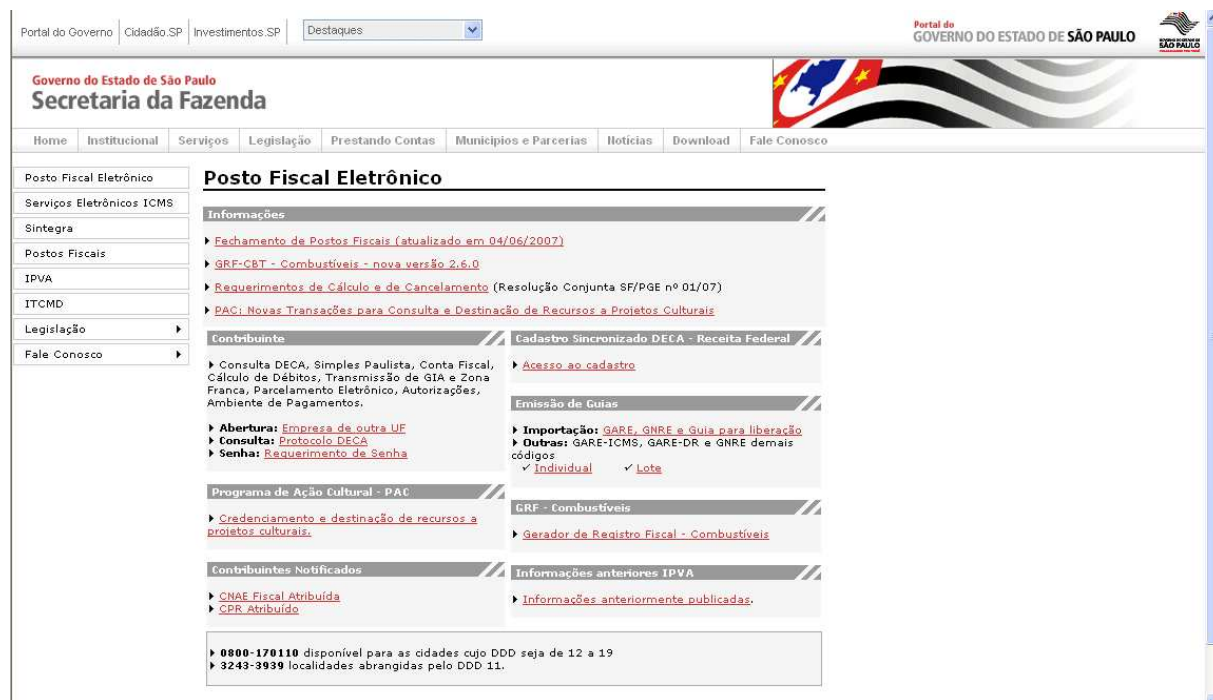 Portal do Governo Cidadão.SP Investimentos.SP Destaques
Portal do
GOVERNO DO ESTADO DE SÃO PAULO
SÃO PAULO
Governo do Estado de São Paulo
Secretaria da Fazenda
Home Institucional Serviços Legislação Prestando Contas Municípios e Parcerias Notícias Download Fale Conosco
Posto Fiscal Eletrônico
Serviços Eletrônicos ICMS
Sintegra
Postos Fiscais
IPVA
ITCMD
Legislação
Fale Conosco
Posto Fiscal Eletrônico
Informações
Fechamento de Postos Fiscais (atualizado em 04/06/2007)
GRF-CBT - Combustíveis - nova versão 2.6.0
Requerimentos de Cálculo e de Cancelamento (Resolução Conjunta SF/PGE nº 01/07)
PAC: Novas Transações para Consulta e Destinação de Recursos a Projetos Culturais
Contribuinte
Consulta DECA, Simples Paulista, Conta Fiscal,
Cálculo de Débitos, Transmissão de GIA e Zona
Franca, Parcelamento Eletrônico, Autorizações,
Ambiente de Pagamentos.
Abertura: Empresa de outra UF
Consulta: Protocolo DECA
Senha: Requerimento de Senha
Programa de Ação Cultural - PAC
Credenciamento e destinação de recursos a
projetos culturais.
Contribuintes Notificados
CNAE Fiscal Atribuída
CPR Atribuído
Cadastro Sincronizado DECA - Receita Federal
Acesso ao cadastro
Emissão de Guias
Importação: GARE, GNRE e Guia para liberação
Outras: GARE-ICMS, GARE-DR e GNRE demais
códigos
✓ Individual ✓ Lote
GRF - Combustíveis
Gerador de Registro Fiscal - Combustíveis
Informações anteriores IPVA
Informações anteriormente publicadas.
0800-170110 disponível para as cidades cujo DDD seja de 12 a 19
3243-3939 localidades abrangidas pelo DDD 11.